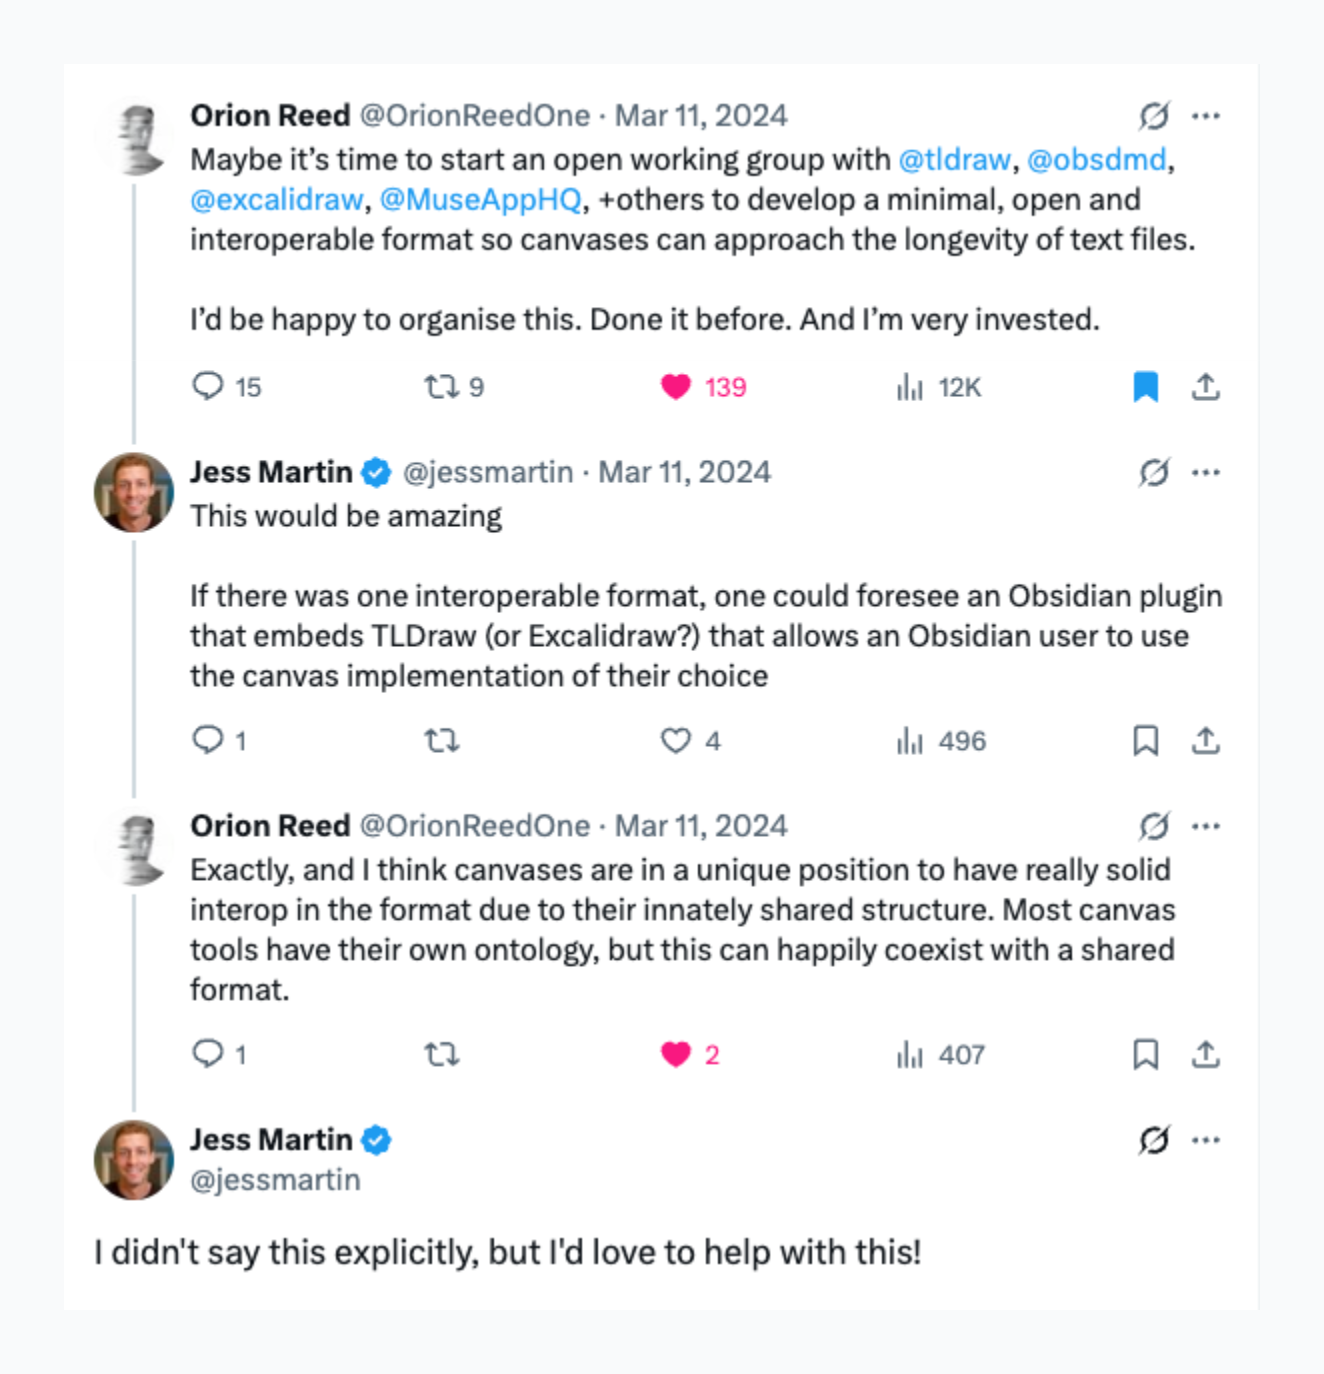 Orion Reed @OrionReedOne · Mar 11, 2024
Maybe it’s time to start an open working group with @tldraw, @obsdmd,
@excalidraw, @MuseAppHQ, +others to develop a minimal, open and
interoperable format so canvases can approach the longevity of text files.
I’d be happy to organise this. Done it before. And I’m very invested.
15 9 139 12K
Jess Martin @jessmartin · Mar 11, 2024
This would be amazing
If there was one interoperable format, one could foresee an Obsidian plugin
that embeds TLDraw (or Excalidraw?) that allows an Obsidian user to use
the canvas implementation of their choice
1 4 496
Orion Reed @OrionReedOne · Mar 11, 2024
Exactly, and I think canvases are in a unique position to have really solid
interop in the format due to their innately shared structure. Most canvas
tools have their own ontology, but this can happily coexist with a shared
format.
1 2 407
Jess Martin
@jessmartin
I didn't say this explicitly, but I'd love to help with this!